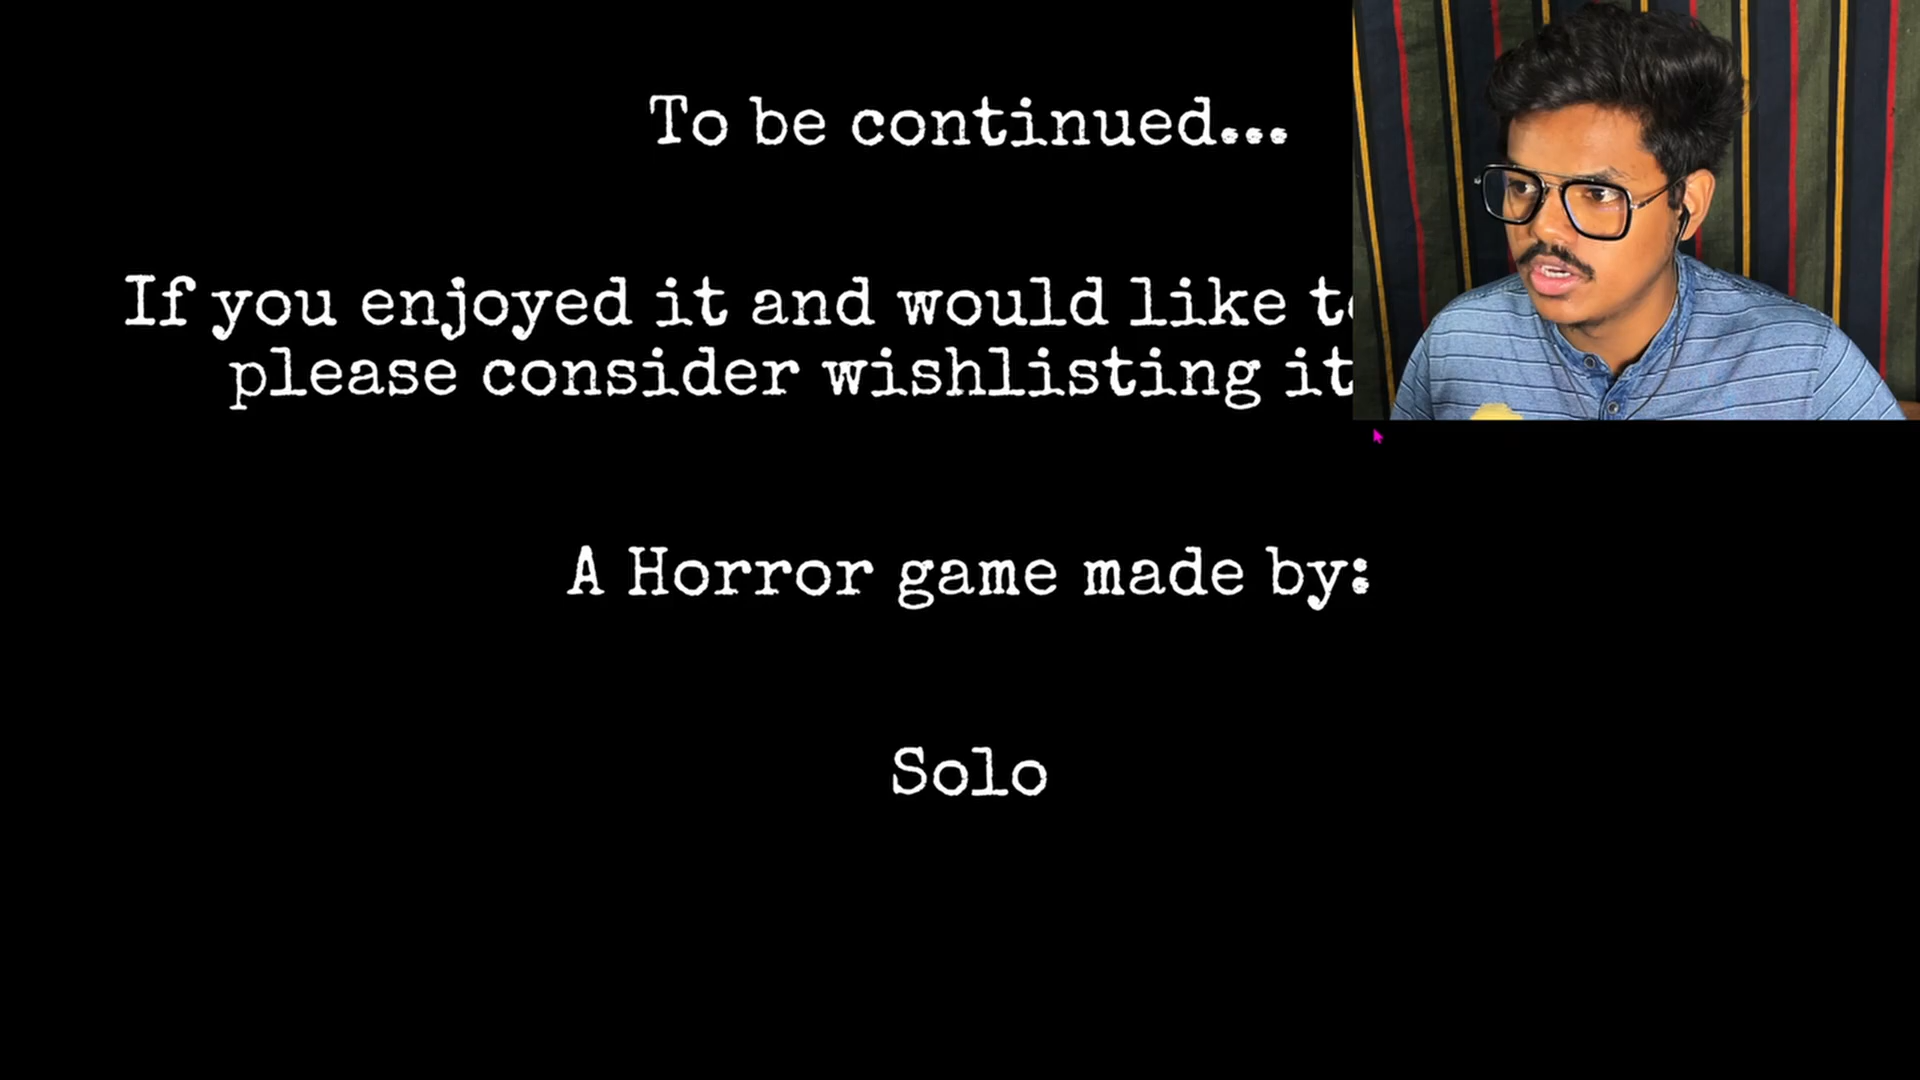 To be continued...
If you enjoyed it and would like
please consider wishlisting it
A Horror game made by:
Solo